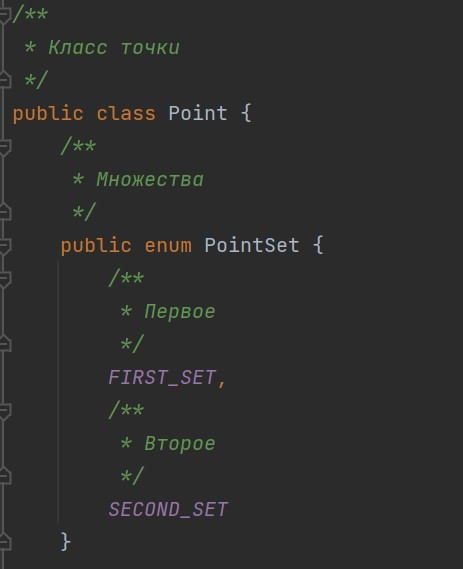 /**
 * Класс точки
 */
public class Point {
    /**
     * Множества
     */
    public enum PointSet {
        /**
         * Первое
         */
        FIRST_SET,
        /**
         * Второе
         */
        SECOND_SET
    }